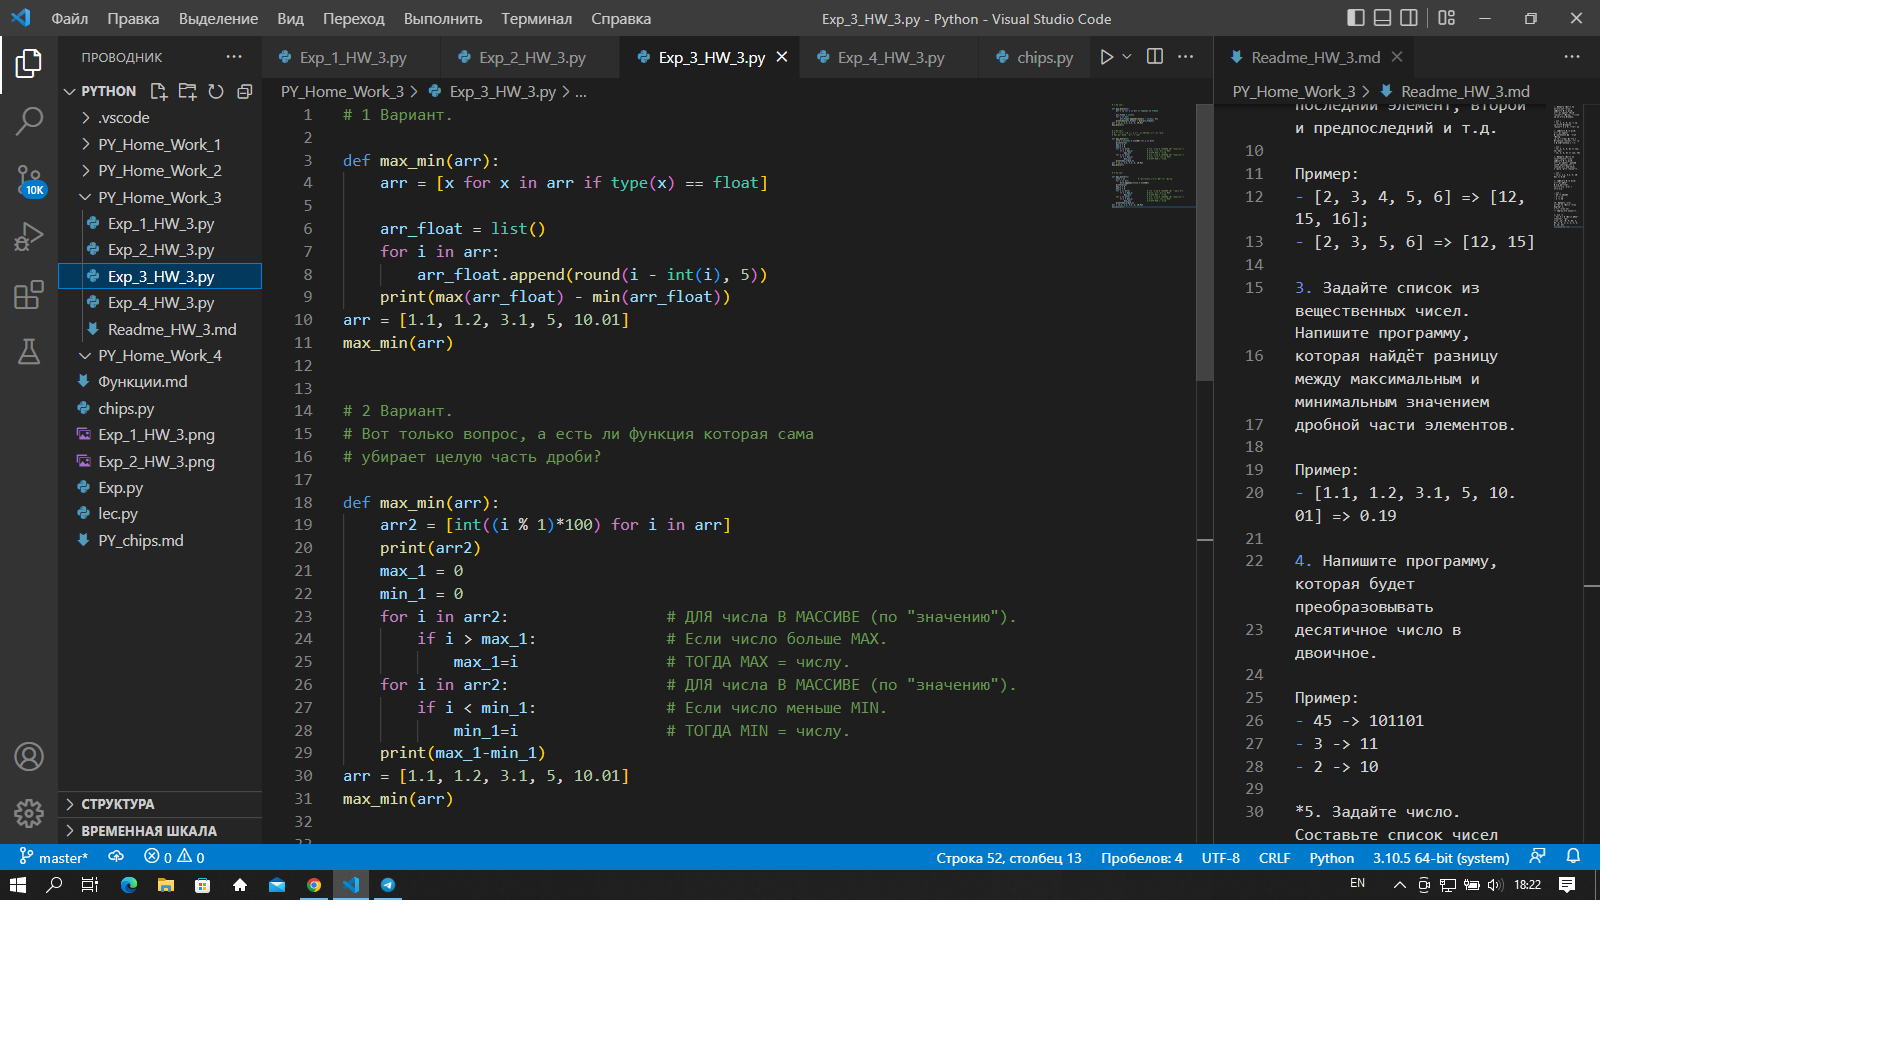 Файл Правка Выделение Вид Переход Выполнить Терминал Справка
Exp_3_HW_3.py - Python - Visual Studio Code
ПРОВОДНИК
PYTHON
.vscode
PY_Home_Work_1
PY_Home_Work_2
PY_Home_Work_3
Exp_1_HW_3.py
Exp_2_HW_3.py
Exp_3_HW_3.py
Exp_4_HW_3.py
Readme_HW_3.md
PY_Home_Work_4
Функции.md
chips.py
Exp_1_HW_3.png
Exp_2_HW_3.png
Exp.py
lec.py
PY_chips.md
СТРУКТУРА
ВРЕМЕННАЯ ШКАЛА
10K
Exp_1_HW_3.py Exp_2_HW_3.py Exp_3_HW_3.py Exp_4_HW_3.py chips.py
PY_Home_Work_3 > Exp_3_HW_3.py > ...
1 # 1 Вариант.
2
3 def max_min(arr):
4 arr = [x for x in arr if type(x) == float]
5
6 arr_float = list()
7 for i in arr:
8 arr_float.append(round(i - int(i), 5))
9 print(max(arr_float) - min(arr_float))
10 arr = [1.1, 1.2, 3.1, 5, 10.01]
11 max_min(arr)
12
13
14 # 2 Вариант.
15 # Вот только вопрос, а есть ли функция которая сама
16 # убирает целую часть дроби?
17
18 def max_min(arr):
19 arr2 = [int((i % 1)*100) for i in arr]
20 print(arr2)
21 max_1 = 0
22 min_1 = 0
23 for i in arr2: # ДЛЯ числа В МАССИВЕ (по "значению").
24 if i > max_1: # Если число больше MAX.
25 max_1=i # ТОГДА MAX = числу.
26 for i in arr2: # ДЛЯ числа В МАССИВЕ (по "значению").
27 if i < min_1: # Если число меньше MIN.
28 min_1=i # ТОГДА MIN = числу.
29 print(max_1-min_1)
30 arr = [1.1, 1.2, 3.1, 5, 10.01]
31 max_min(arr)
32
Readme_HW_3.md
PY_Home_Work_3 > Readme_HW_3.md
последний элемент, второй
и предпоследний и т.д.
10
11 Пример:
12 - [2, 3, 4, 5, 6] => [12,
15, 16];
13 - [2, 3, 5, 6] => [12, 15]
14
15 3. Задайте список из
вещественных чисел.
Напишите программу,
16 которая найдёт разницу
между максимальным и
минимальным значением
17 дробной части элементов.
18
19 Пример:
20 - [1.1, 1.2, 3.1, 5, 10.
01] => 0.19
21
22 4. Напишите программу,
которая будет
преобразовывать
23 десятичное число в
двоичное.
24
25 Пример:
26 - 45 -> 101101
27 - 3 -> 11
28 - 2 -> 10
29
30 *5. Задайте число.
Составьте список чисел
master* 0 0
Строка 52, столбец 13 Пробелов: 4 UTF-8 CRLF Python 3.10.5 64-bit (system)
EN 18:22